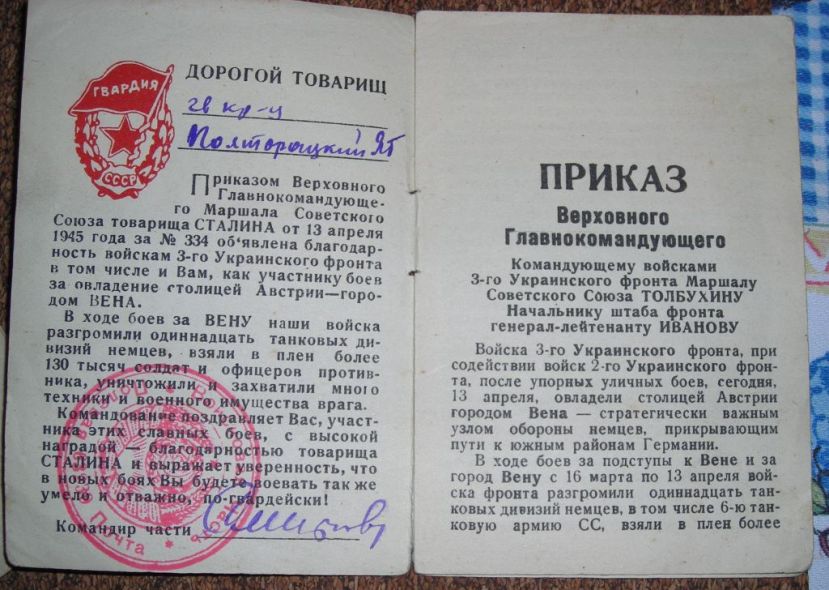 ГВАРДИЯ
СССР
ДОРОГОЙ ТОВАРИЩ
гв кр-ц
Полторацкий
Приказом Верховного
Главнокомандующе-
го Маршала Советского
Союза товарища СТАЛИНА от 13 апреля
1945 года за № 334 об‘явлена благодар-
ность войскам 3-го Украинского фронта
в том числе и Вам, как участнику боев
за овладение столицей Австрии—горо-
дом ВЕНА.
В ходе боев за ВЕНУ наши войска
разгромили одиннадцать танковых ди-
визий немцев, взяли в плен более
130 тысяч солдат и офицеров против-
ника, уничтожили и захватили много
техники и военного имущества врага.
Командование поздравляет Вас, участ-
ника этих славных боев, с высокой
наградой — благодарностью товарища
СТАЛИНА и выражает уверенность, что
в новых боях Вы будете воевать так же
умело и отважно, по-гвардейски!
Командир части
Почта
ПРИКАЗ
Верховного
Главнокомандующего
Командующему войсками
3-го Украинского фронта Маршалу
Советского Союза ТОЛБУХИНУ
Начальнику штаба фронта
генерал-лейтенанту ИВАНОВУ
Войска 3-го Украинского фронта, при
содействии войск 2-го Украинского фрон-
та, после упорных уличных боев, сегодня,
13 апреля, овладели столицей Австрии
городом Вена — стратегически важным
узлом обороны немцев, прикрывающим
пути к южным районам Германии.
В ходе боев за подступы к Вене и за
город Вену с 16 марта по 13 апреля вой-
ска фронта разгромили одиннадцать тан-
ковых дивизий немцев, в том числе 6-ю тан-
ковую армию СС, взяли в плен более